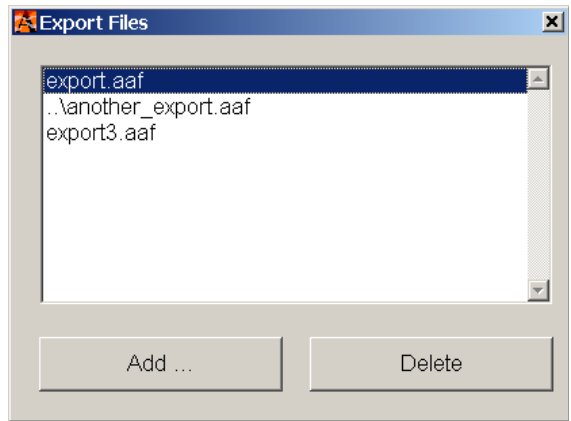 Export Files
export.aaf
..\another_export.aaf
export3.aaf
Add ...
Delete